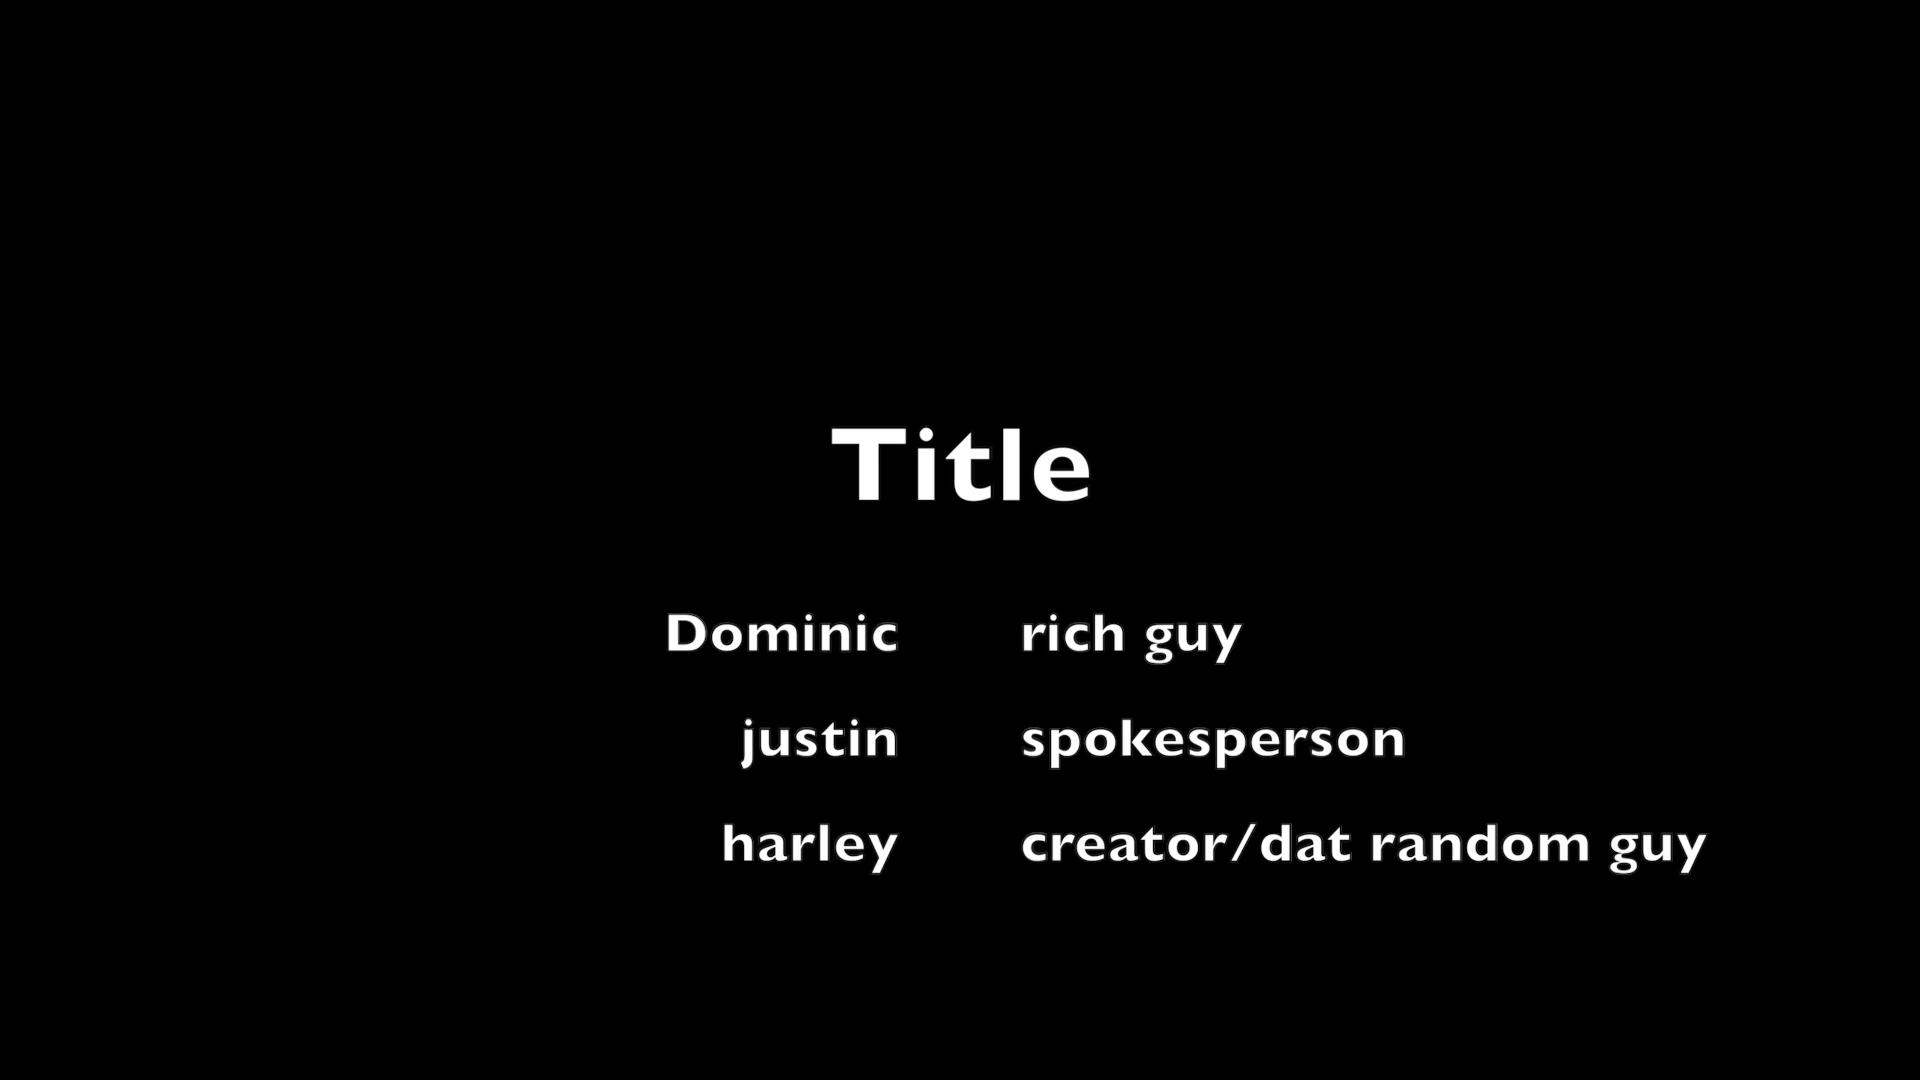 Title
Dominic rich guy
justin spokesperson
harley creator/dat random guy